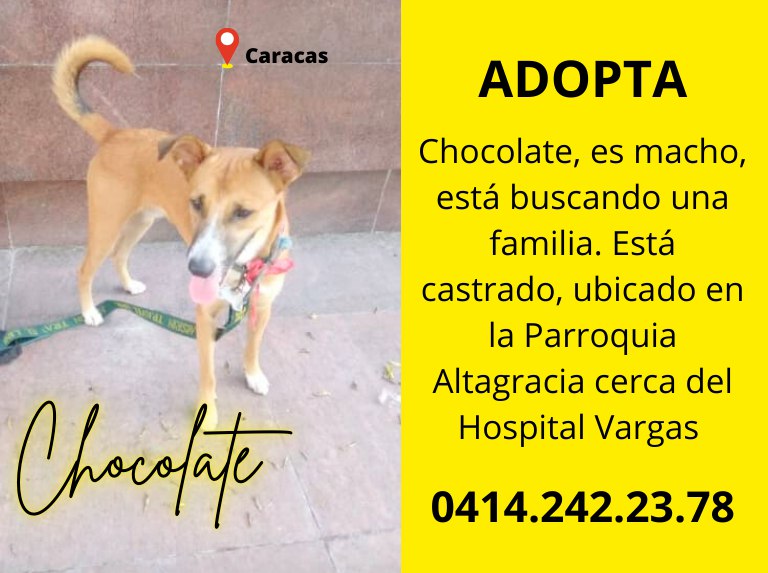 Caracas
ADOPTA
Chocolate, es macho,
está buscando una
familia. Está
castrado, ubicado en
la Parroquia
Altagracia cerca del
Hospital Vargas
0414.242.23.78
Chocolate